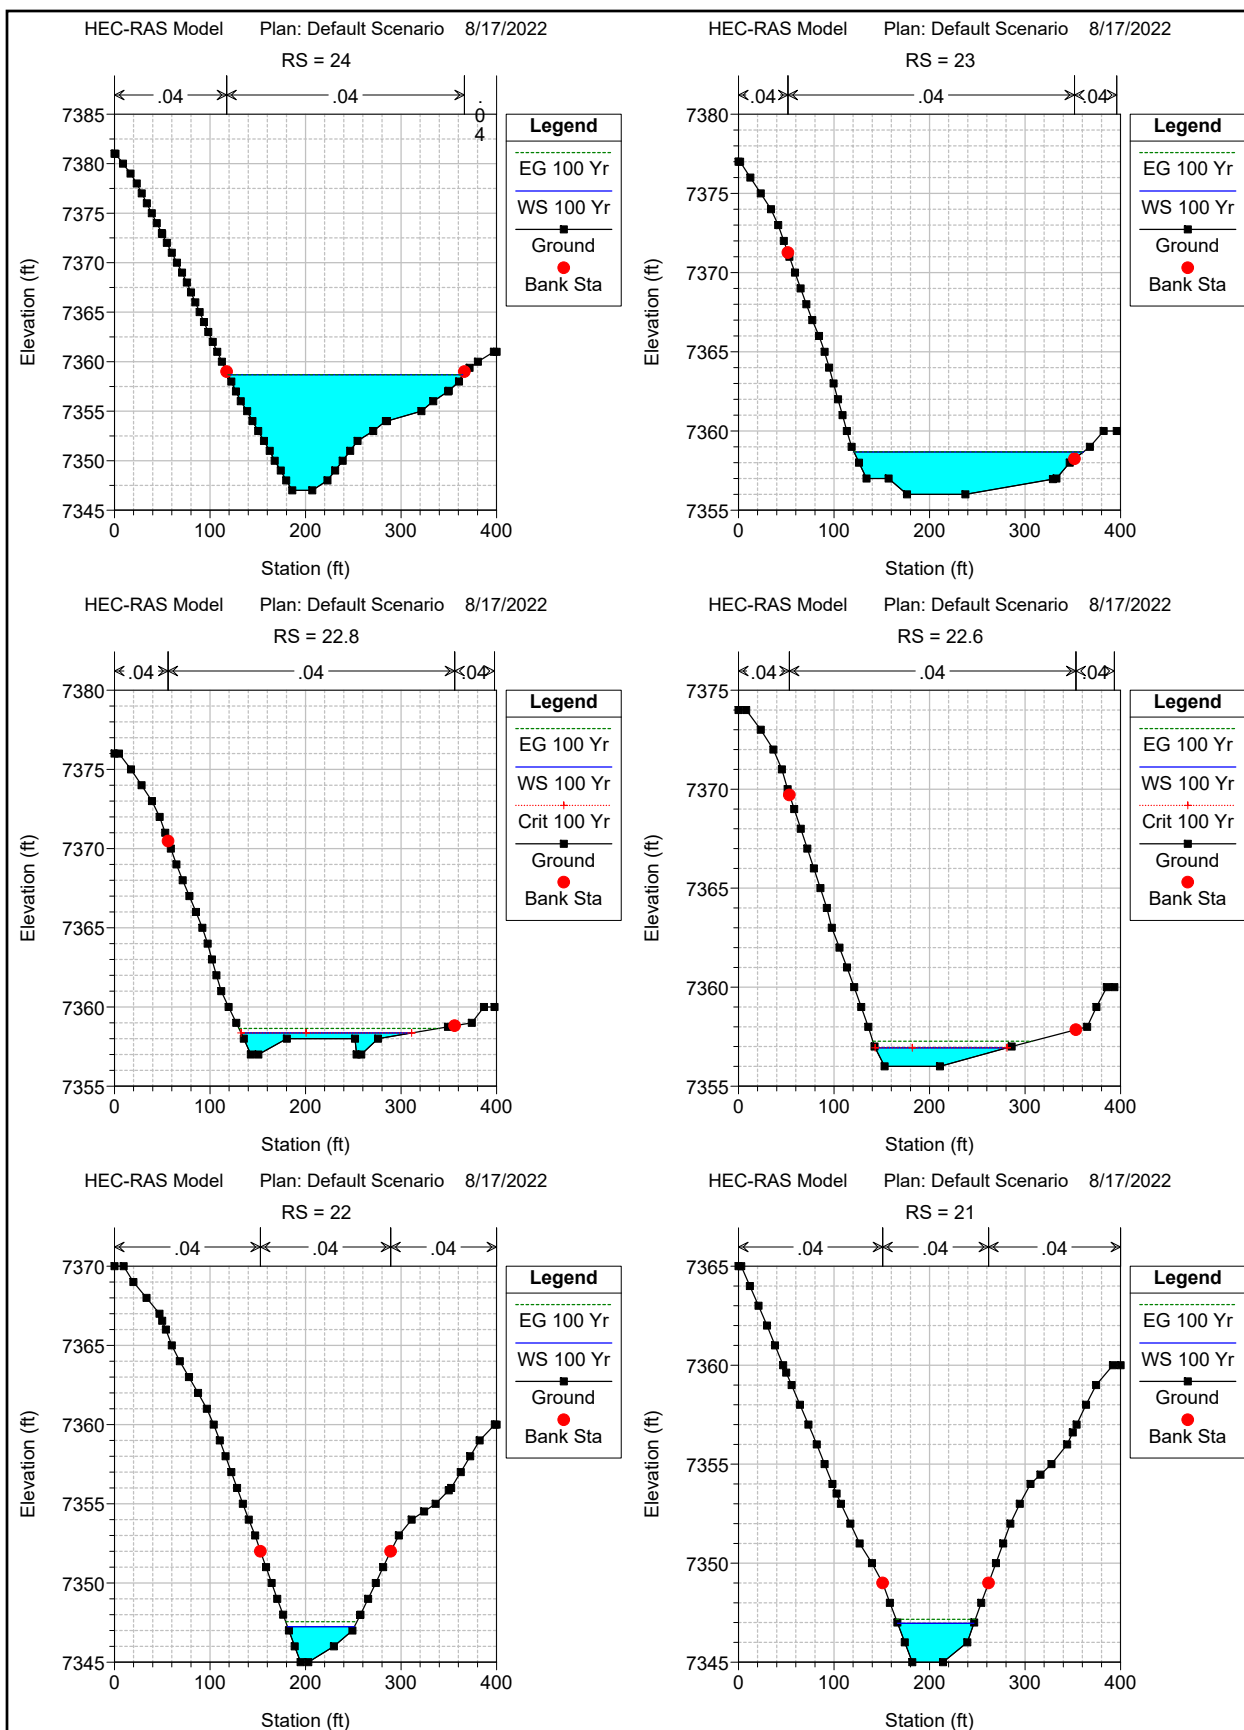 HEC-RAS Model Plan: Default Scenario 8/17/2022
RS = 24
.04 .04 .04
Legend
EG 100 Yr
WS 100 Yr
Ground
Bank Sta
7385
7380
7375
7370
7365
7360
7355
7350
7345
Elevation (ft)
0 100 200 300 400
Station (ft)
HEC-RAS Model Plan: Default Scenario 8/17/2022
RS = 23
.04 .04 .04
Legend
EG 100 Yr
WS 100 Yr
Ground
Bank Sta
7380
7375
7370
7365
7360
7355
Elevation (ft)
0 100 200 300 400
Station (ft)
HEC-RAS Model Plan: Default Scenario 8/17/2022
RS = 22.8
.04 .04 .04
Legend
EG 100 Yr
WS 100 Yr
Crit 100 Yr
Ground
Bank Sta
7380
7375
7370
7365
7360
7355
Elevation (ft)
0 100 200 300 400
Station (ft)
HEC-RAS Model Plan: Default Scenario 8/17/2022
RS = 22.6
.04 .04 .04
Legend
EG 100 Yr
WS 100 Yr
Crit 100 Yr
Ground
Bank Sta
7375
7370
7365
7360
7355
Elevation (ft)
0 100 200 300 400
Station (ft)
HEC-RAS Model Plan: Default Scenario 8/17/2022
RS = 22
.04 .04 .04
Legend
EG 100 Yr
WS 100 Yr
Ground
Bank Sta
7370
7365
7360
7355
7350
7345
Elevation (ft)
0 100 200 300 400
Station (ft)
HEC-RAS Model Plan: Default Scenario 8/17/2022
RS = 21
.04 .04 .04
Legend
EG 100 Yr
WS 100 Yr
Ground
Bank Sta
7365
7360
7355
7350
7345
Elevation (ft)
0 100 200 300 400
Station (ft)